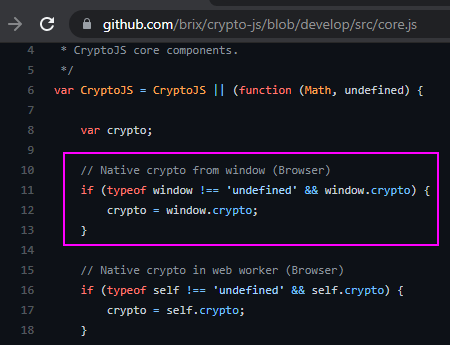 github.com/brix/crypto-js/blob/develop/src/core.js
4  * CryptoJS core components.
5  */
6 var CryptoJS = CryptoJS || (function (Math, undefined) {
7
8     var crypto;
9
10     // Native crypto from window (Browser)
11     if (typeof window !== 'undefined' && window.crypto) {
12         crypto = window.crypto;
13     }
14
15     // Native crypto in web worker (Browser)
16     if (typeof self !== 'undefined' && self.crypto) {
17         crypto = self.crypto;
18     }